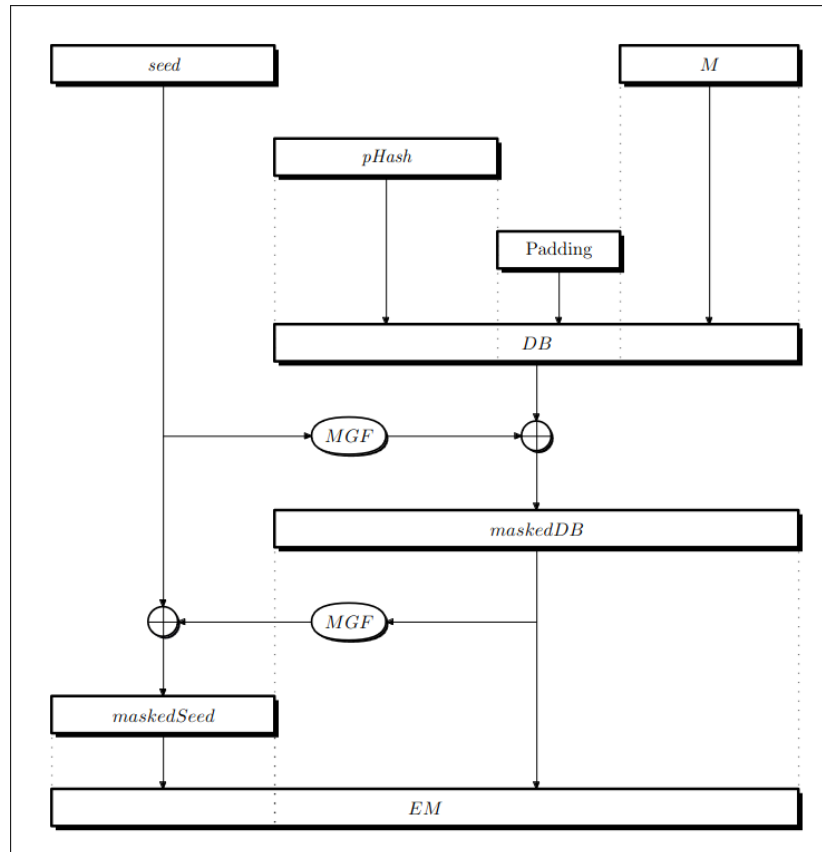 seed
M
pHash
Padding
DB
MGF
maskedDB
MGF
maskedSeed
EM